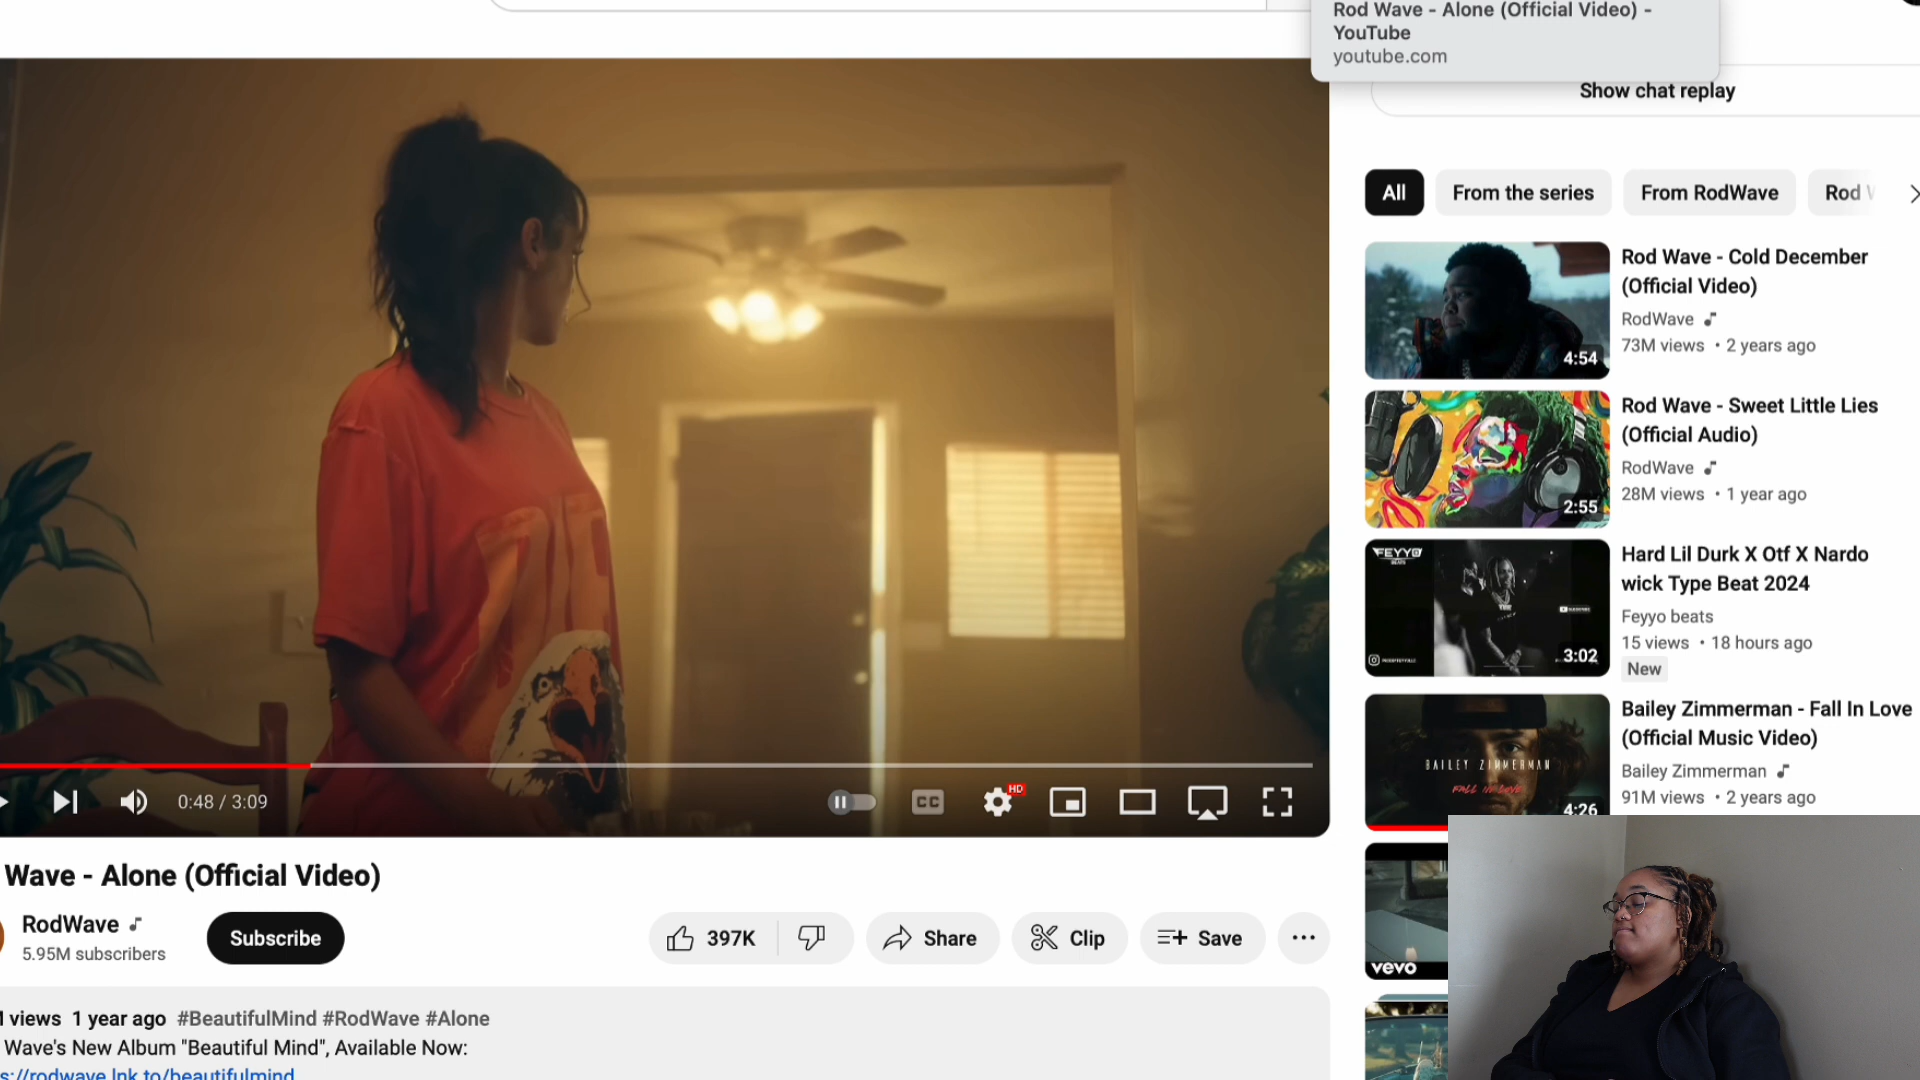 Rod Wave - Alone (Official Video) -
YouTube
youtube.com
Show chat replay
All
From the series
From RodWave
Rod
Rod Wave - Cold December
(Official Video)
RodWave
73M views • 2 years ago
4:54
Rod Wave - Sweet Little Lies
(Official Audio)
RodWave
28M views • 1 year ago
2:55
FEYYO
BEATS
Hard Lil Durk X Otf X Nardo
wick Type Beat 2024
Feyyo beats
15 views • 18 hours ago
New
3:02
Bailey Zimmerman - Fall In Love
(Official Music Video)
Bailey Zimmerman
91M views • 2 years ago
BAILEY ZIMMERMAN
FALL IN LOVE
4:26
vevo
0:48 / 3:09
CC
HD
Wave - Alone (Official Video)
RodWave
5.95M subscribers
Subscribe
397K
Share
Clip
Save
views 1 year ago #BeautifulMind #RodWave #Alone
Wave's New Album "Beautiful Mind", Available Now:
s://rodwave.lnk.to/beautifulmind